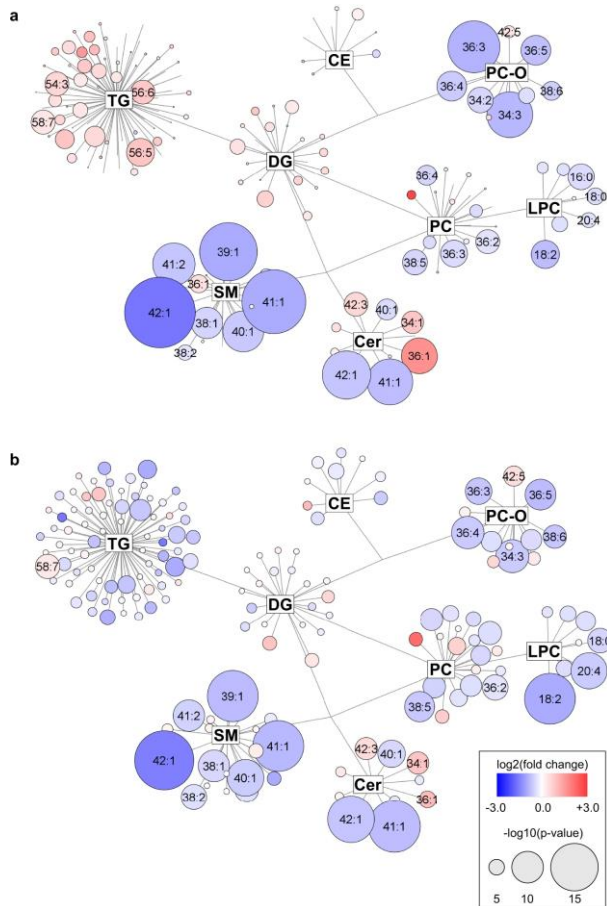 a
42:5
36:3
36:5
CE
PC-O
54:3
56:6
TG
36:4
38:6
34:2
34:3
58:7
56:5
DG
36:4
16:0
PC
LPC
18:0
20:4
39:1
36:2
41:2
38:5
36:3
18:2
36:1
SM
41:1
42:3
40:1
42:1
38:1
34:1
40:1
Cer
38:2
36:1
42:1
41:1
b
42:5
36:3
36:5
CE
PC-O
TG
36:4
38:6
34:3
58:7
DG
LPC
18:0
PC
20:4
36:2
39:1
18:2
41:2
38:5
SM
41:1
42:3
40:1
42:1
38:1
34:1
40:1
Cer
38:2
36:1
42:1
41:1
log2(fold change)
-3.0 0.0 +3.0
-log10(p-value)
5 10 15